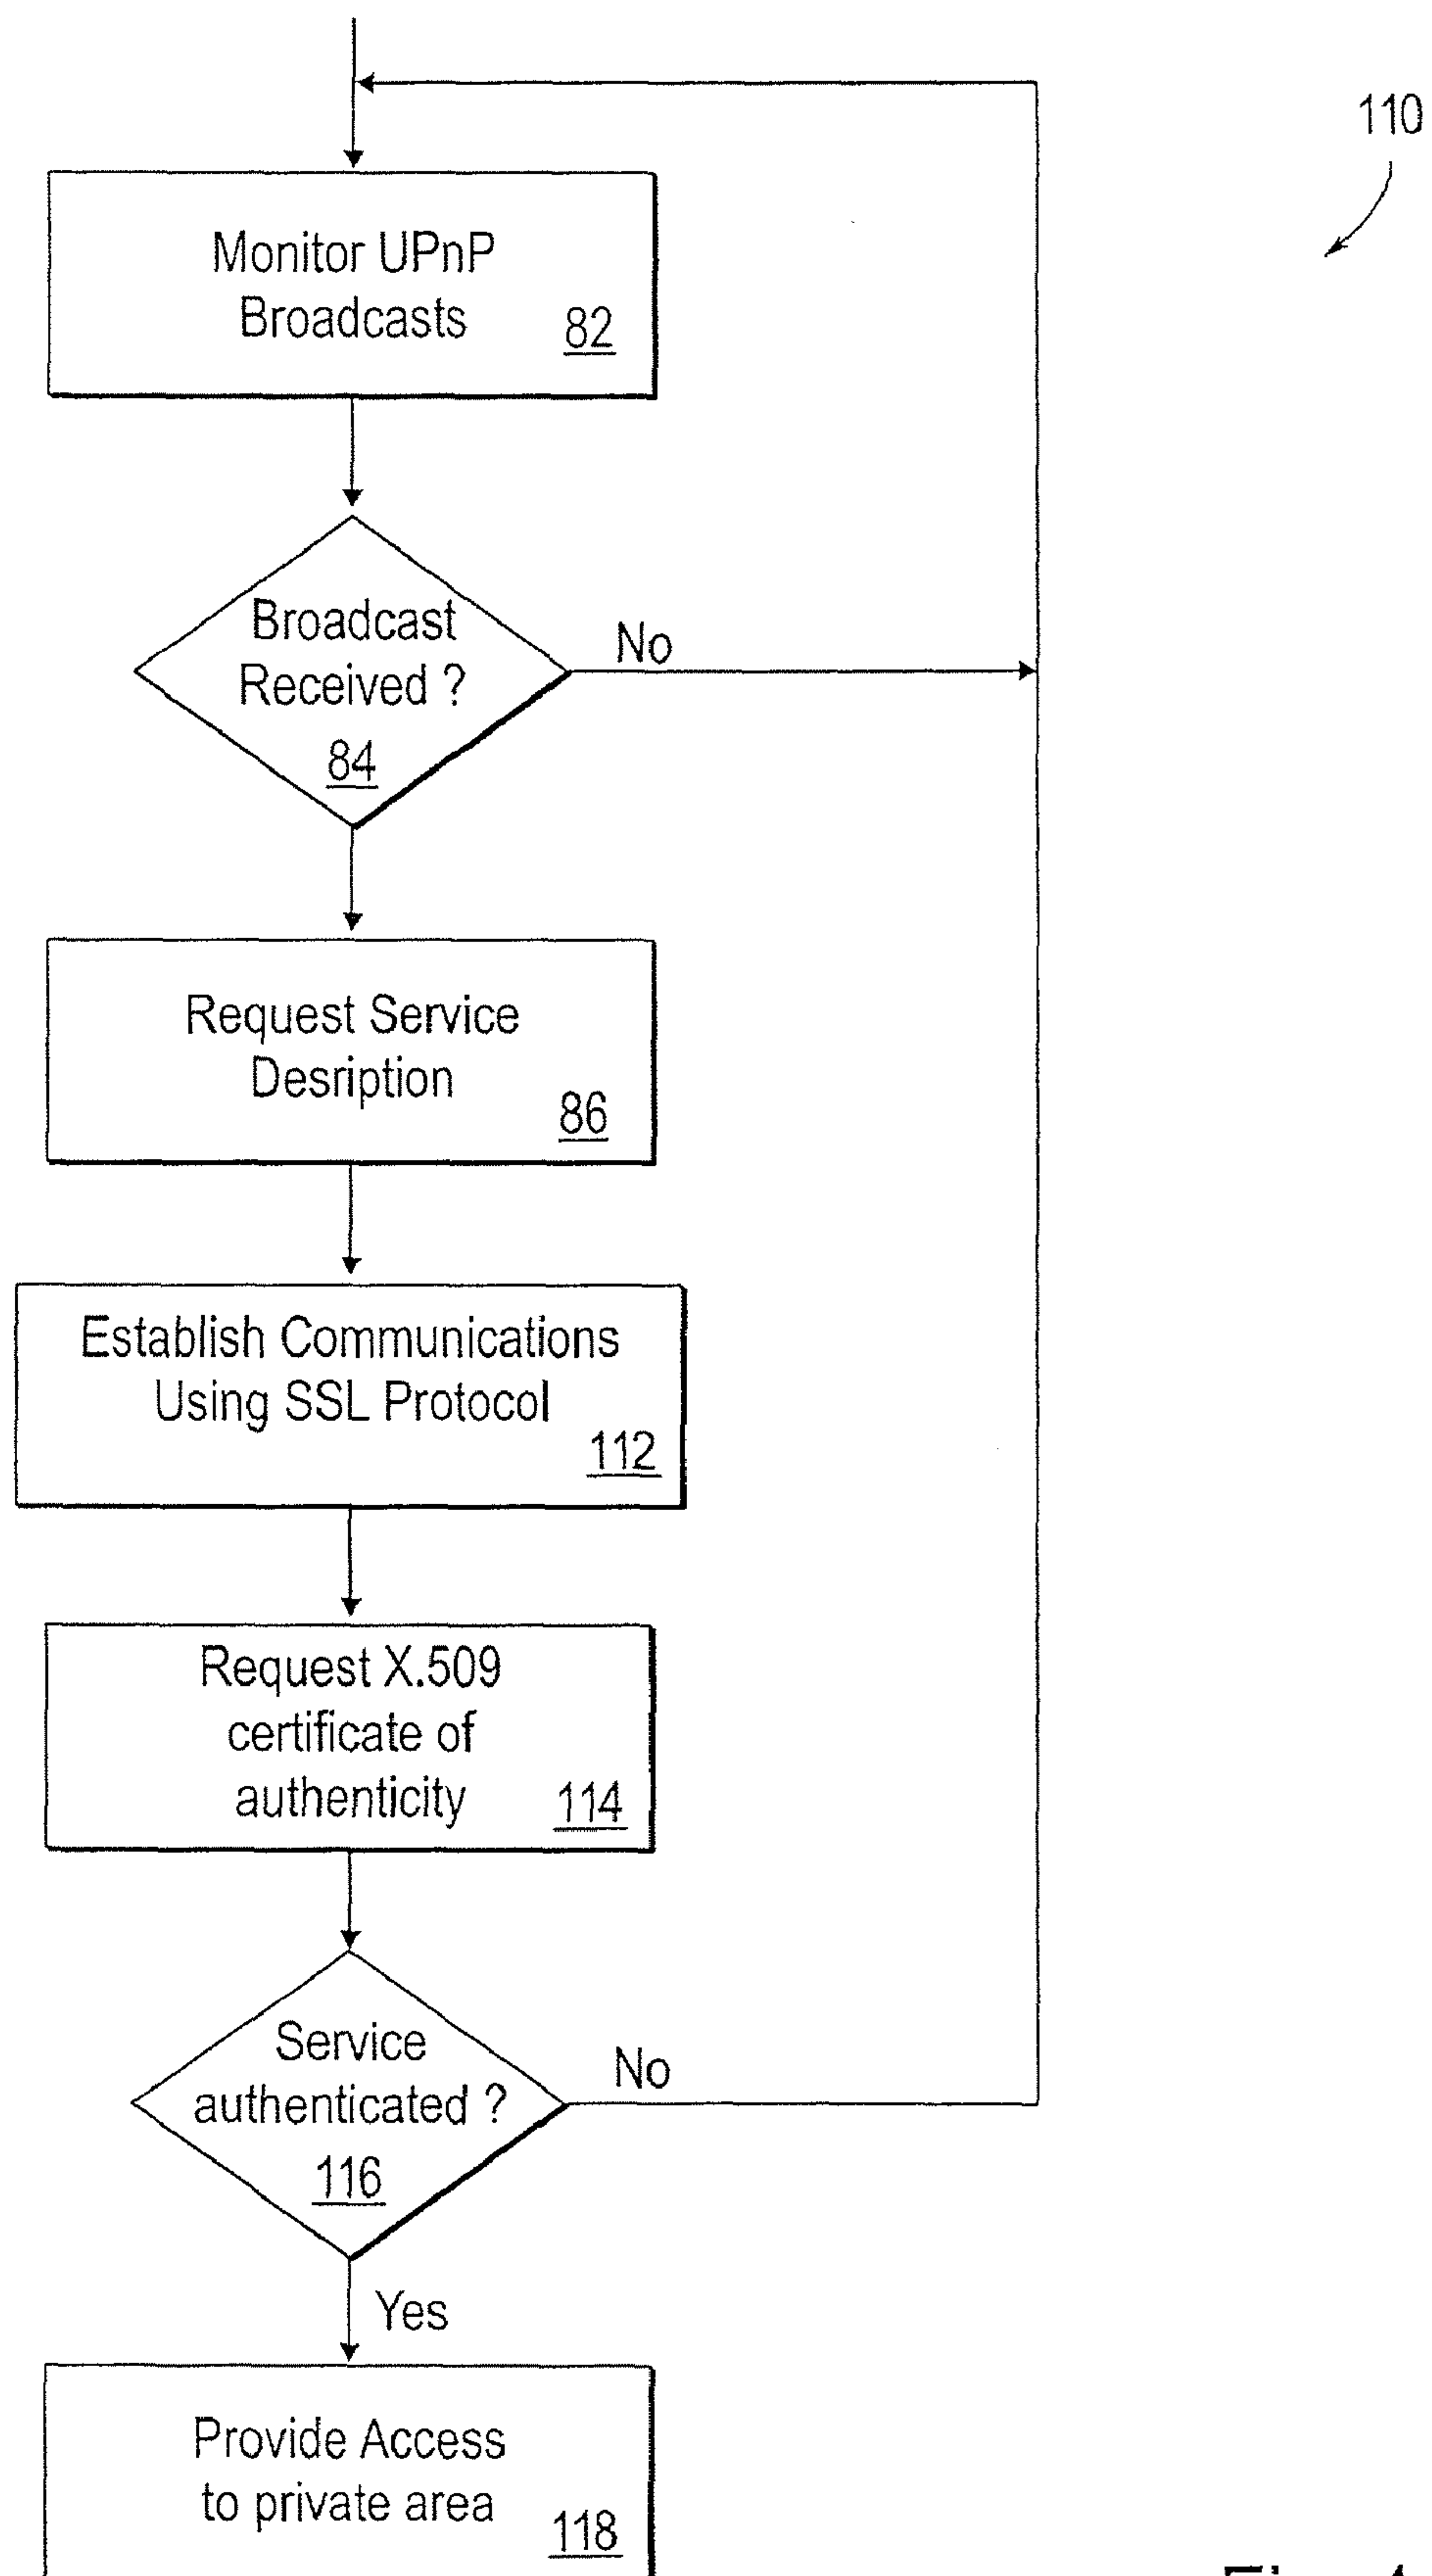 110
Monitor UPnP
Broadcasts
82
Broadcast
Received ?
84
No
Request Service
Desription
86
Establish Communications
Using SSL Protocol
112
Request X.509
certificate of
authenticity
114
Service
authenticated ?
116
No
Yes
Provide Access
to private area
118